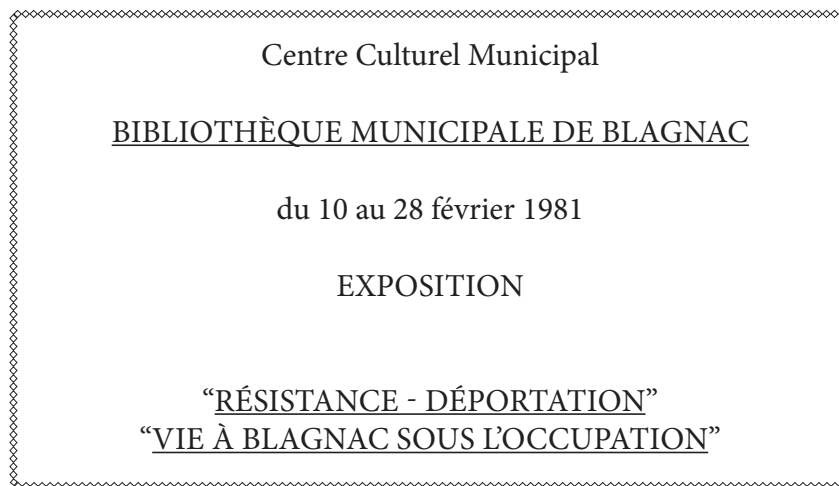 Centre Culturel Municipal
BIBLIOTHÈQUE MUNICIPALE DE BLAGNAC
du 10 au 28 février 1981
EXPOSITION
“RÉSISTANCE - DÉPORTATION”
“VIE À BLAGNAC SOUS L’OCCUPATION”